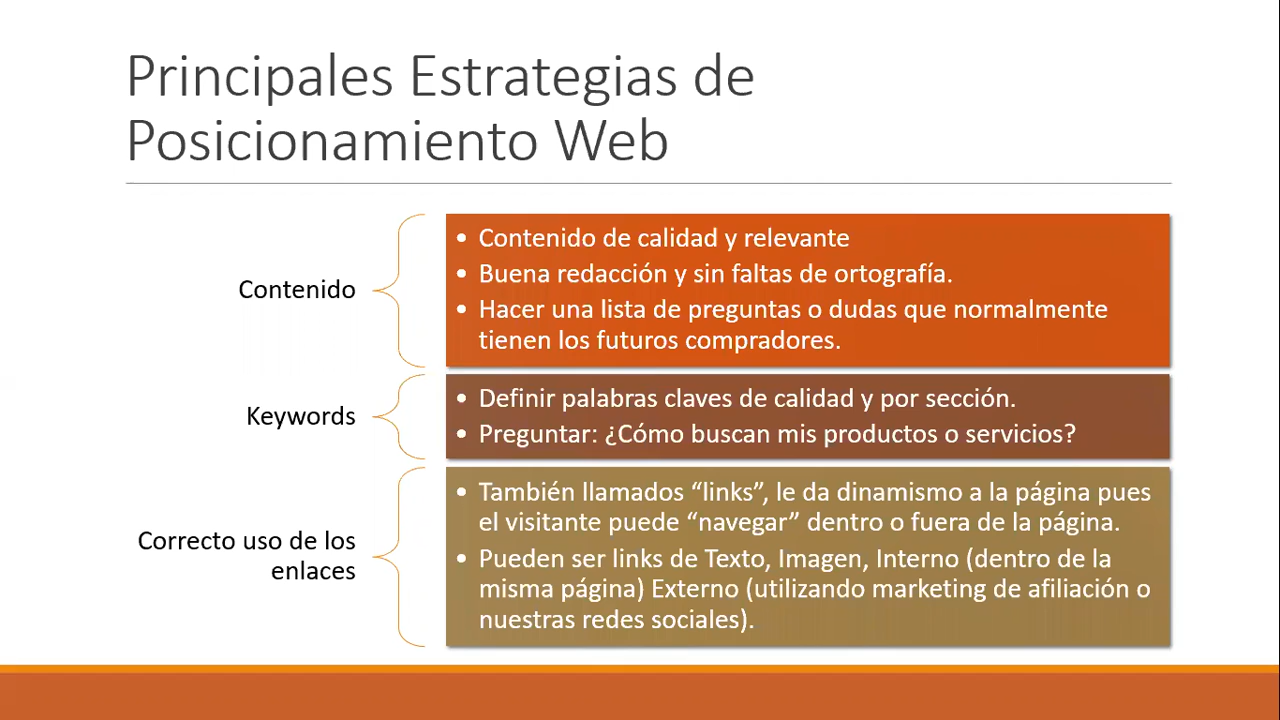 Principales Estrategias de
Posicionamiento Web
Contenido
• Contenido de calidad y relevante
• Buena redacción y sin faltas de ortografía.
• Hacer una lista de preguntas o dudas que normalmente
tienen los futuros compradores.
Keywords
• Definir palabras claves de calidad y por sección.
• Preguntar: ¿Cómo buscan mis productos o servicios?
Correcto uso de los
enlaces
• También llamados “links”, le da dinamismo a la página pues
el visitante puede “navegar” dentro o fuera de la página.
• Pueden ser links de Texto, Imagen, Interno (dentro de la
misma página) Externo (utilizando marketing de afiliación o
nuestras redes sociales).